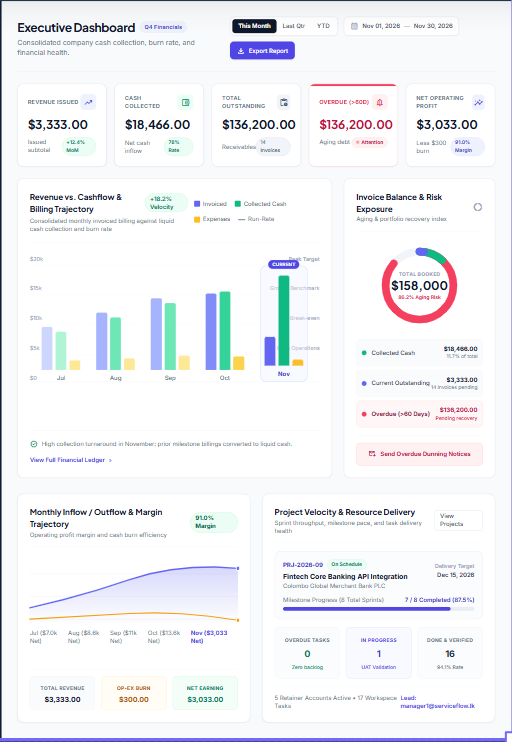 Executive Dashboard
Q4 Financials
Consolidated company cash collection, burn rate, and
financial health.
This Month
Last Qtr
YTD
Nov 01, 2026 — Nov 30, 2026
Export Report
REVENUE ISSUED
$3,333.00
Issued
subtotal
+12.4%
MoM
CASH
COLLECTED
$18,466.00
Net cash
inflow
78%
Rate
TOTAL
OUTSTANDING
$136,200.00
Receivables
14
Invoices
OVERDUE (>60D)
$136,200.00
Aging debt
Attention
NET OPERATING
PROFIT
$3,033.00
Less $300
burn
91.0%
Margin
Revenue vs. Cashflow &
Billing Trajectory
+18.2%
Velocity
Consolidated monthly invoiced billing against liquid
cash collection and burn rate
Invoiced
Collected Cash
Expenses
Run-Rate
$20k
$15k
$10k
$5k
$0
Target
CURRENT
Jul
Aug
Sep
Oct
Nov
High collection turnaround in November: prior milestone billings converted to liquid cash.
View Full Financial Ledger ›
Invoice Balance & Risk
Exposure
Aging & portfolio recovery index
TOTAL BOOKED
$158,000
86.2% Aging Risk
Collected Cash
$18,466.00
11.7% of total
Current Outstanding
$3,333.00
14 invoices pending
Overdue (>60 Days)
$136,200.00
Pending recovery
Send Overdue Dunning Notices
Monthly Inflow / Outflow & Margin
Trajectory
91.0%
Margin
Operating profit margin and cash burn efficiency
Jul ($7.0k
Net)
Aug ($8.8k
Net)
Sep ($11k
Net)
Oct ($13.6k
Net)
Nov ($3,033
Net)
TOTAL REVENUE
$3,333.00
OP-EX BURN
$300.00
NET EARNING
$3,033.00
Project Velocity & Resource Delivery
Sprint throughput, milestone pace, and task delivery
health
View
Projects
PRJ-2026-09
On Schedule
Fintech Core Banking API Integration
Colombo Global Merchant Bank PLC
Delivery Target
Dec 15, 2026
Milestone Progress (8 Total Sprints)
7 / 8 Completed (87.5%)
OVERDUE TASKS
0
Zero backlog
IN PROGRESS
1
UAT Validation
DONE & VERIFIED
16
94.1% Rate
5 Retainer Accounts Active • 17 Workspace
Tasks
Lead:
manager1@serviceflow.lk